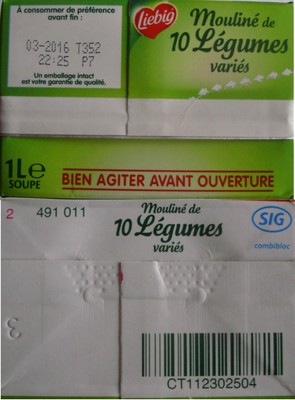 À consommer de préférence
avant fin :
03-2016 T352
22:25 P7
Un emballage intact
est votre garantie de qualité.
Liebig
Mouliné de
10 Légumes
variés
1L℮
SOUPE
BIEN AGITER AVANT OUVERTURE
2 491 011
Mouliné de
10 Légumes
variés
SIG
combibloc
3
CT112302504